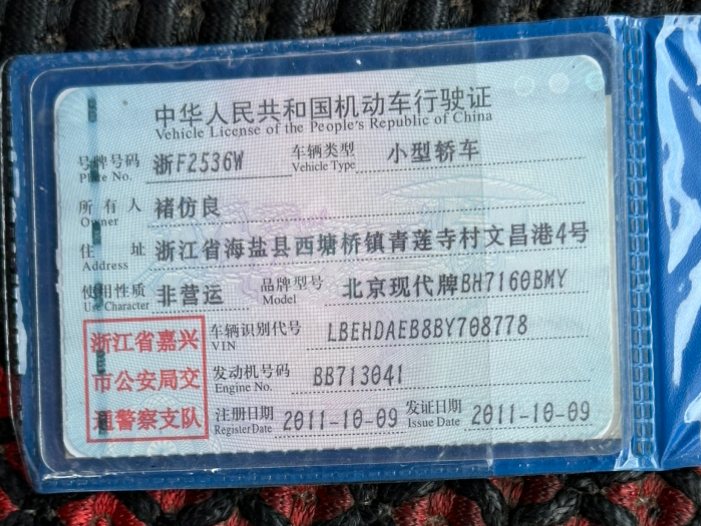 中华人民共和国机动车行驶证
Vehicle License of the People's Republic of China
号牌号码 浙F2536W 车辆类型 小型轿车
Plate No. Vehicle Type
所有人 褚仿良
Owner
住址 浙江省海盐县西塘桥镇青莲寺村文昌港4号
Address
使用性质 非营运 品牌型号 北京现代牌BH7160BMY
Use Character Model
浙江省嘉兴
市公安局交
通警察支队
车辆识别代号 LBEHDAEB8BY708778
VIN
发动机号码 BB713041
Engine No.
注册日期 2011-10-09 发证日期 2011-10-09
Register Date Issue Date